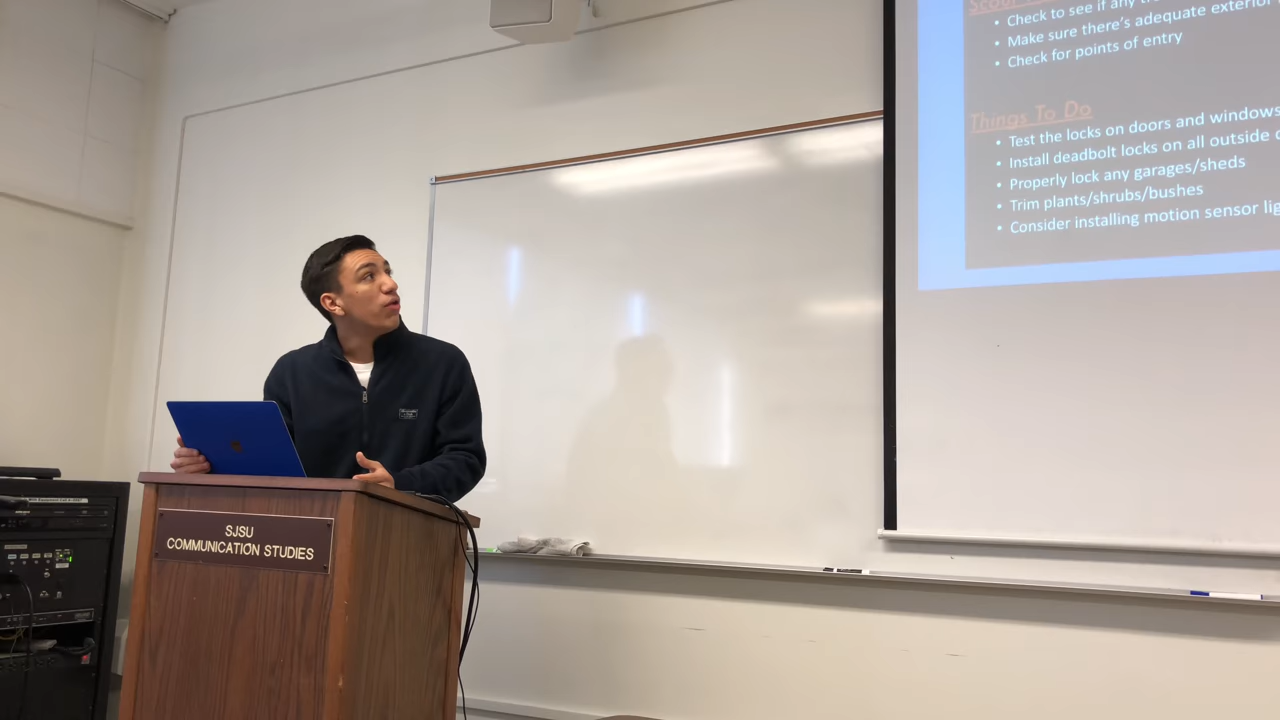 Check to see if any
• Make sure there's adequate exterior
• Check for points of entry
Things To Do
• Test the locks on doors and windows
• Install deadbolt locks on all outside
• Properly lock any garages/sheds
• Trim plants/shrubs/bushes
• Consider installing motion sensor
SJSU
COMMUNICATION STUDIES